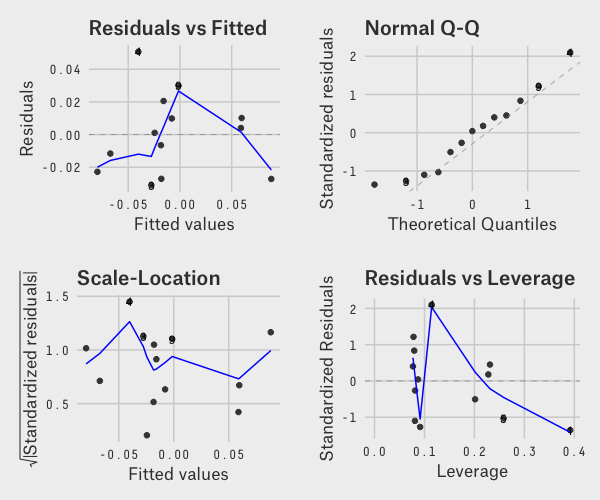 Residuals vs Fitted
Residuals
0.04
0.02
0.00
-0.02
-0.05
0.00
0.05
Fitted values
Normal Q-Q
Standardized residuals
2
1
0
-1
-1
0
1
Theoretical Quantiles
Scale-Location
√|Standardized residuals|
1.5
1.0
0.5
-0.05
0.00
0.05
Fitted values
Residuals vs Leverage
Standardized Residuals
2
1
0
-1
0.0
0.1
0.2
0.3
0.4
Leverage